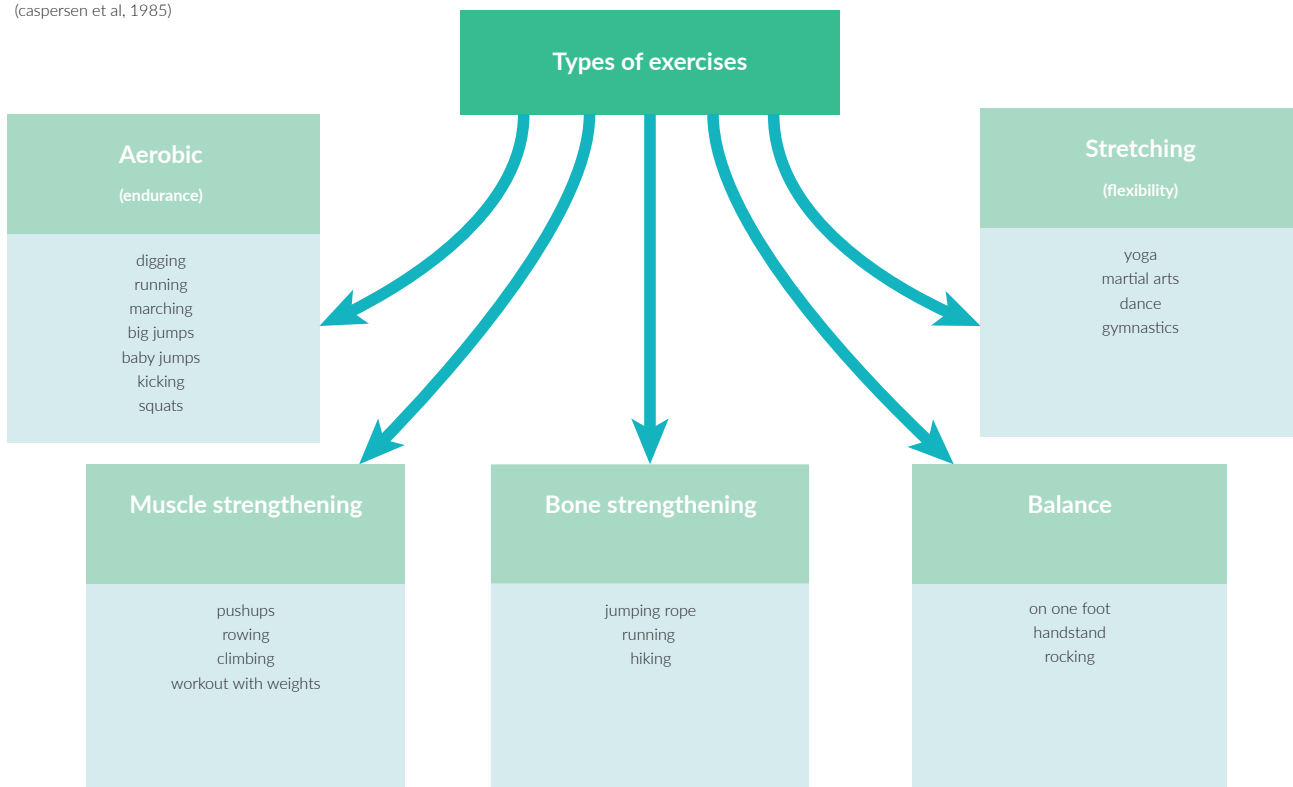 (caspersen et al, 1985)
Types of exercises
Aerobic
(endurance)
digging
running
marching
big jumps
baby jumps
kicking
squats
Stretching
(flexibility)
yoga
martial arts
dance
gymnastics
Muscle strengthening
pushups
rowing
climbing
workout with weights
Bone strengthening
jumping rope
running
hiking
Balance
on one foot
handstand
rocking